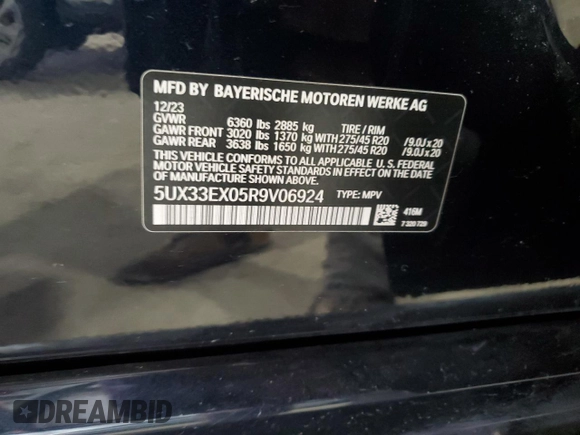 MFD BY BAYERISCHE MOTOREN WERKE AG
12/23
GVWR 6360 lbs 2885 kg TIRE / RIM
GAWR FRONT 3020 lbs 1370 kg WITH 275/45 R20 / 9.0J x 20
GAWR REAR 3638 lbs 1650 kg WITH 275/45 R20 / 9.0J x 20
THIS VEHICLE CONFORMS TO ALL APPLICABLE U. S. FEDERAL
MOTOR VEHICLE SAFETY STANDARDS IN EFFECT ON THE DATE
OF MANUFACTURE SHOWN ABOVE.
5UX33EX05R9V06924 TYPE: MPV
416M
7 320 720
DREAMBID